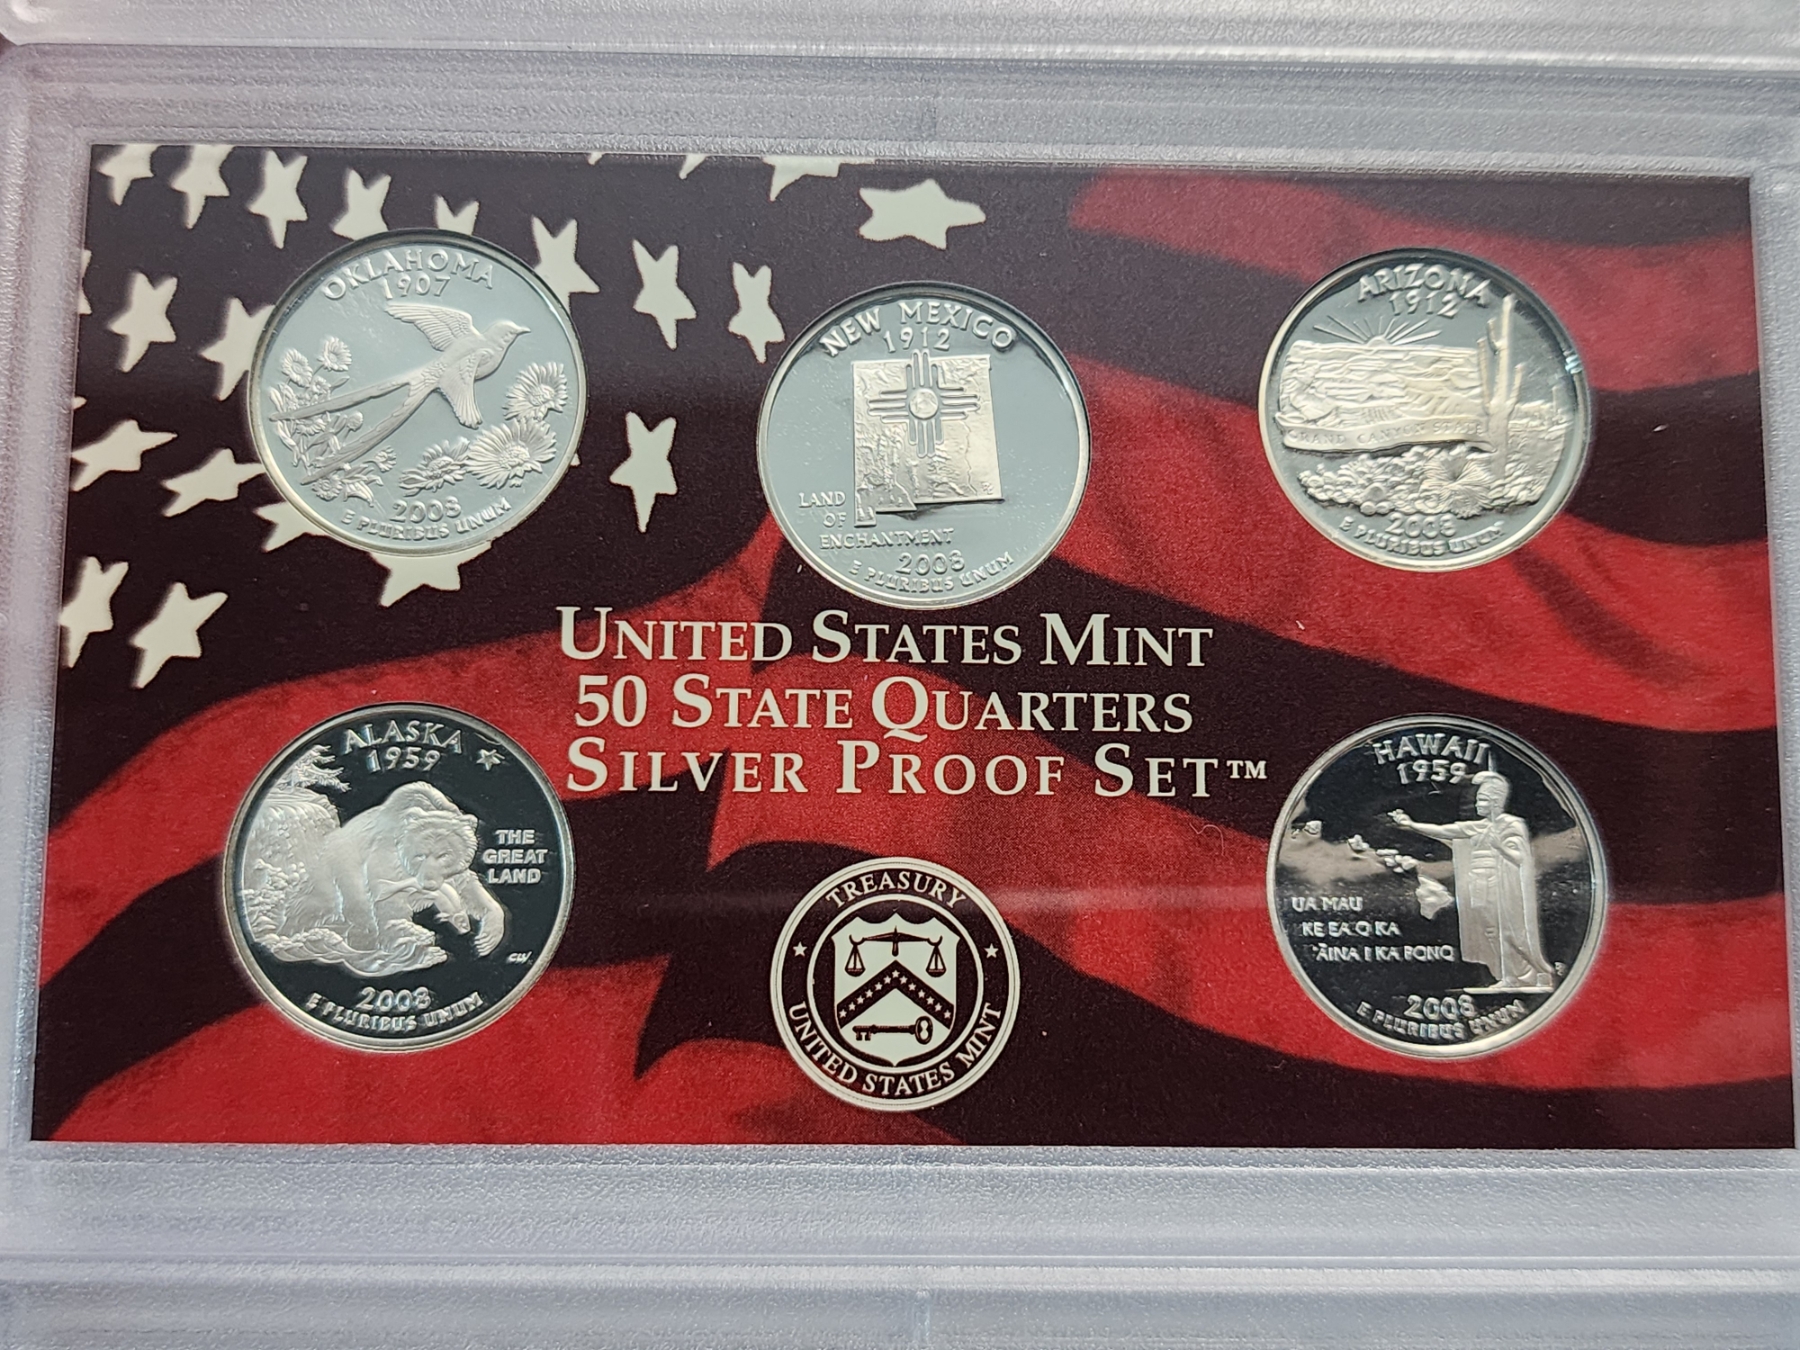 OKLAHOMA
1907
2008
E PLURIBUS UNUM
NEW MEXICO
1912
LAND
OF
ENCHANTMENT
2008
E PLURIBUS UNUM
ARIZONA
1912
GRAND CANYON STATE
2008
E PLURIBUS UNUM
UNITED STATES MINT
50 STATE QUARTERS
SILVER PROOF SET™
ALASKA
1959
THE
GREAT
LAND
CW
2008
E PLURIBUS UNUM
TREASURY
UNITED STATES MINT
HAWAII
1959
UA MAU
KE EA O KA
ʻĀINA I KA PONO
2008
E PLURIBUS UNUM